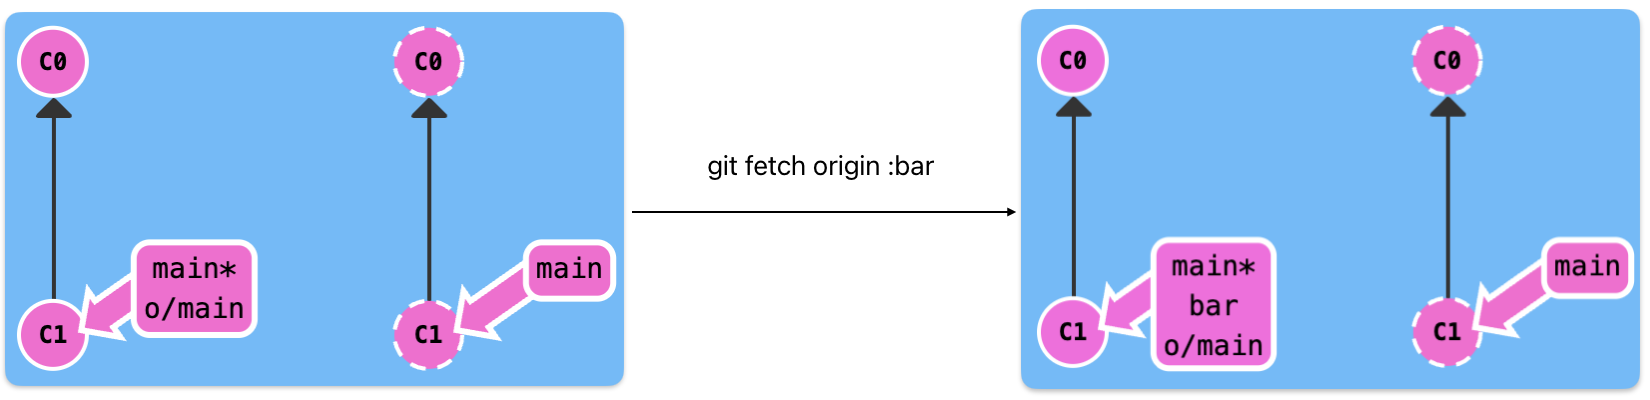 C0
C0
main*
o/main
C1
main
C1
git fetch origin :bar
C0
C0
main*
bar
o/main
C1
main
C1